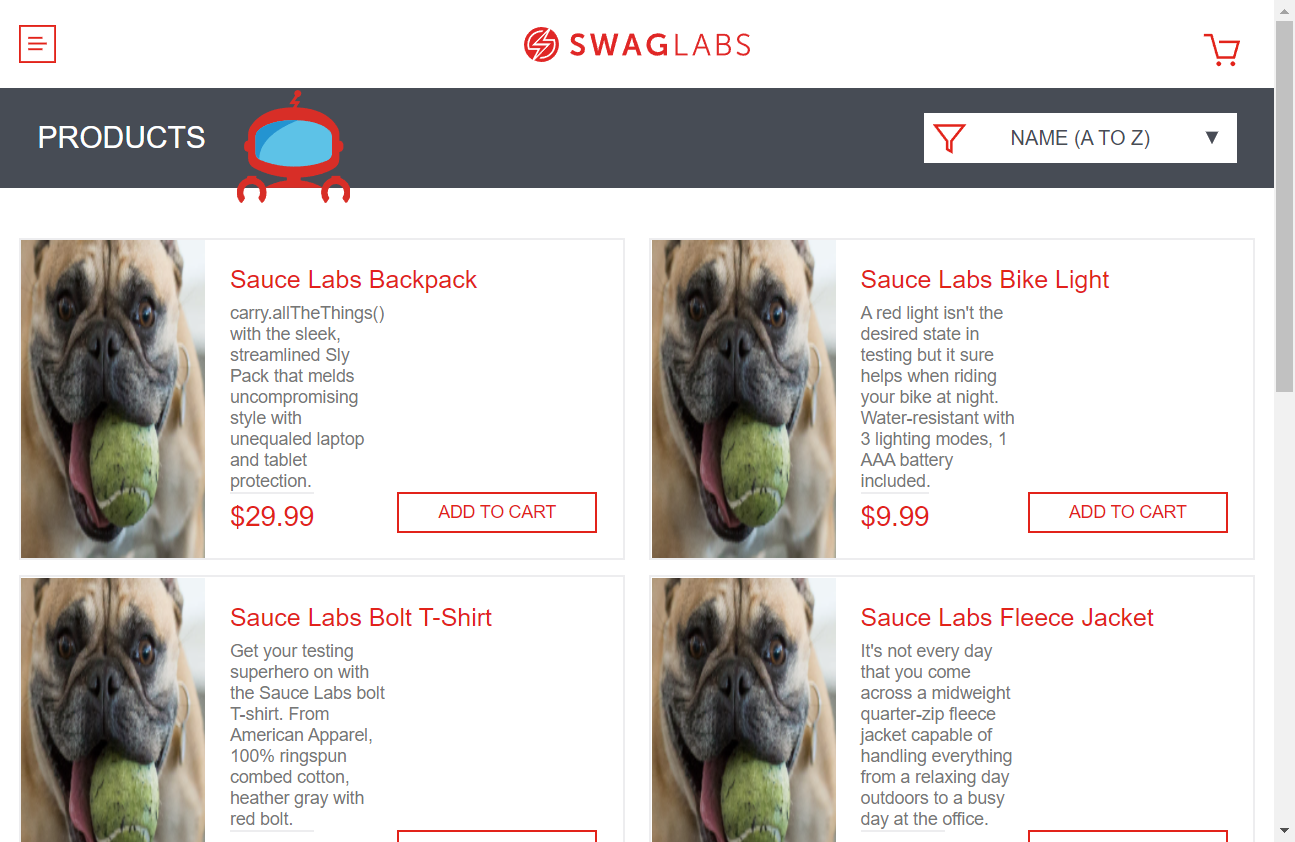 SWAGLABS
PRODUCTS
NAME (A TO Z)
Sauce Labs Backpack
carry.allTheThings()
with the sleek,
streamlined Sly
Pack that melds
uncompromising
style with
unequaled laptop
and tablet
protection.
$29.99
ADD TO CART
Sauce Labs Bike Light
A red light isn't the
desired state in
testing but it sure
helps when riding
your bike at night.
Water-resistant with
3 lighting modes, 1
AAA battery
included.
$9.99
ADD TO CART
Sauce Labs Bolt T-Shirt
Get your testing
superhero on with
the Sauce Labs bolt
T-shirt. From
American Apparel,
100% ringspun
combed cotton,
heather gray with
red bolt.
Sauce Labs Fleece Jacket
It's not every day
that you come
across a midweight
quarter-zip fleece
jacket capable of
handling everything
from a relaxing day
outdoors to a busy
day at the office.